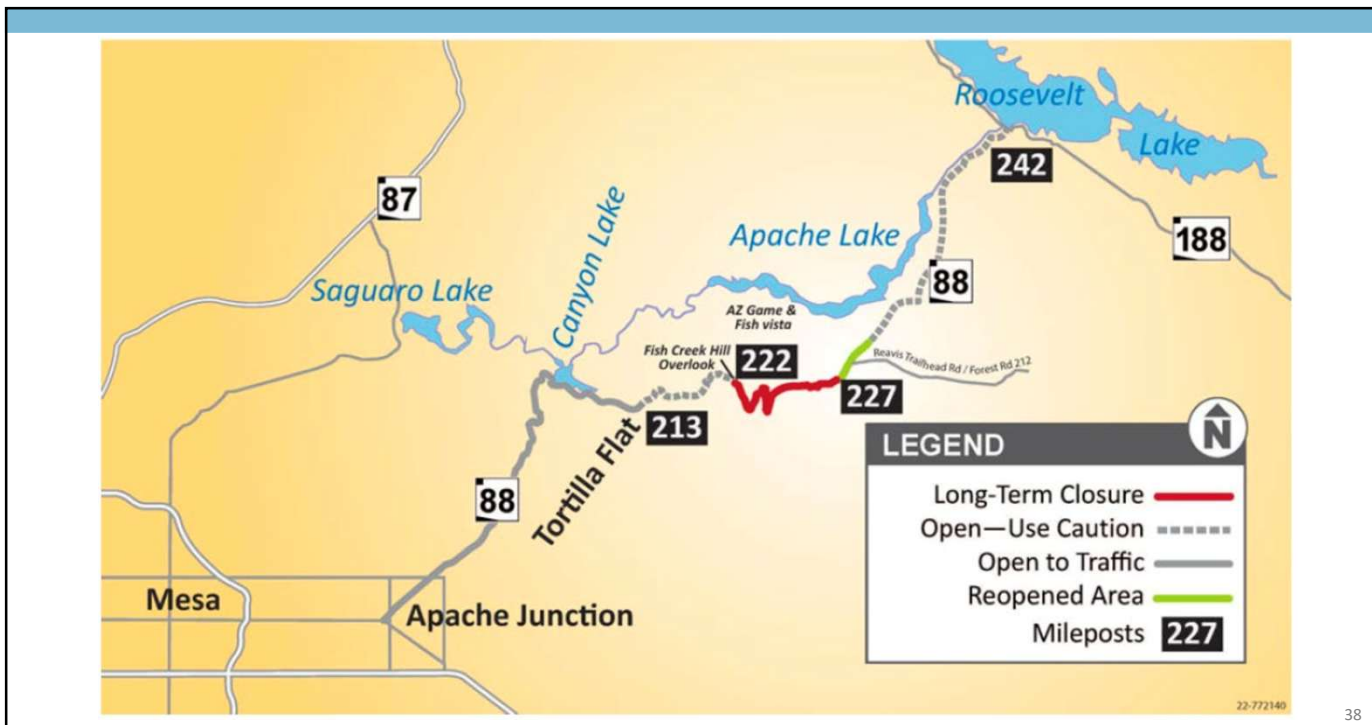 Roosevelt
Lake
242
87
188
Canyon Lake
Apache Lake
88
Saguaro Lake
AZ Game &
Fish vista
Fish Creek Hill
Overlook
222
Reavis Trailhead Rd / Forest Rd 212
227
213
Tortilla Flat
88
Mesa
Apache Junction
N
LEGEND
Long-Term Closure
Open—Use Caution
Open to Traffic
Reopened Area
Mileposts 227
22-772140
38